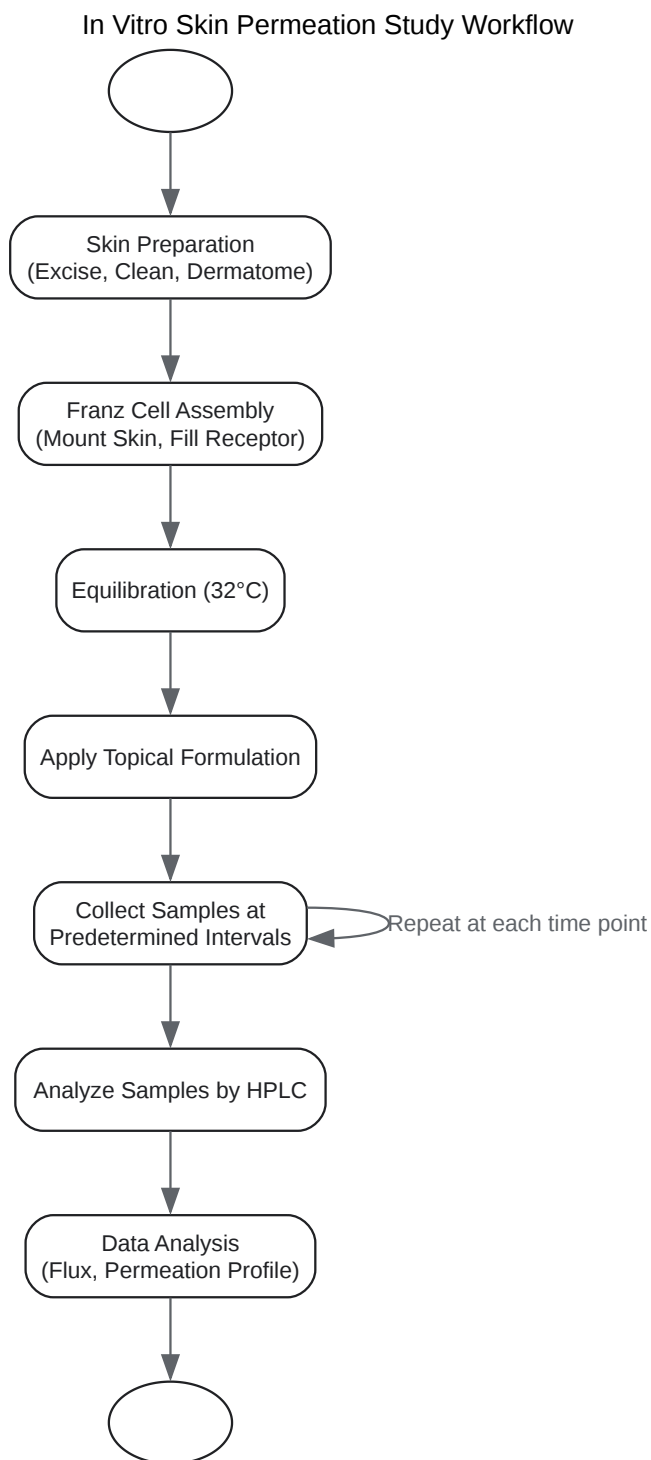 In Vitro Skin Permeation Study Workflow
Skin Preparation
(Excise, Clean, Dermatome)
Franz Cell Assembly
(Mount Skin, Fill Receptor)
Equilibration (32°C)
Apply Topical Formulation
Collect Samples at
Predetermined Intervals
Repeat at each time point
Analyze Samples by HPLC
Data Analysis
(Flux, Permeation Profile)